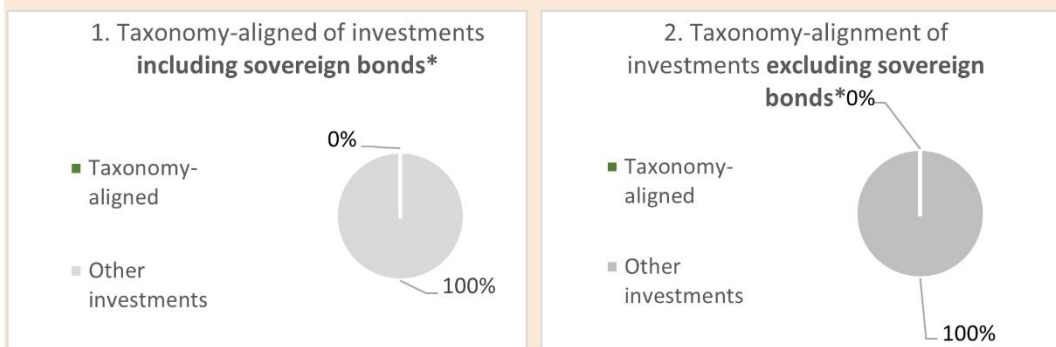 1. Taxonomy-aligned of investments
including sovereign bonds*
0%
Taxonomy-
aligned
Other
investments
100%
2. Taxonomy-alignment of
investments excluding sovereign
bonds*0%
Taxonomy-
aligned
Other
investments
100%